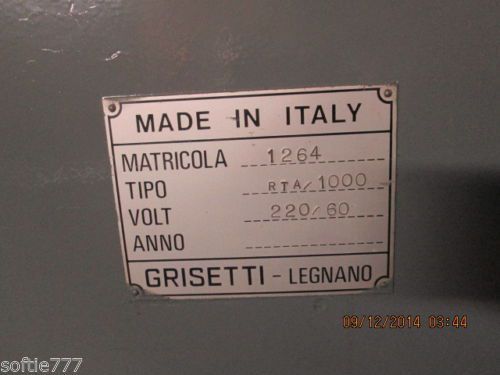 MADE IN ITALY
MATRICOLA 1264
TIPO RTA/1000
VOLT 220/60
ANNO
GRISETTI - LEGNANO
09/12/2014 03:44
softie777